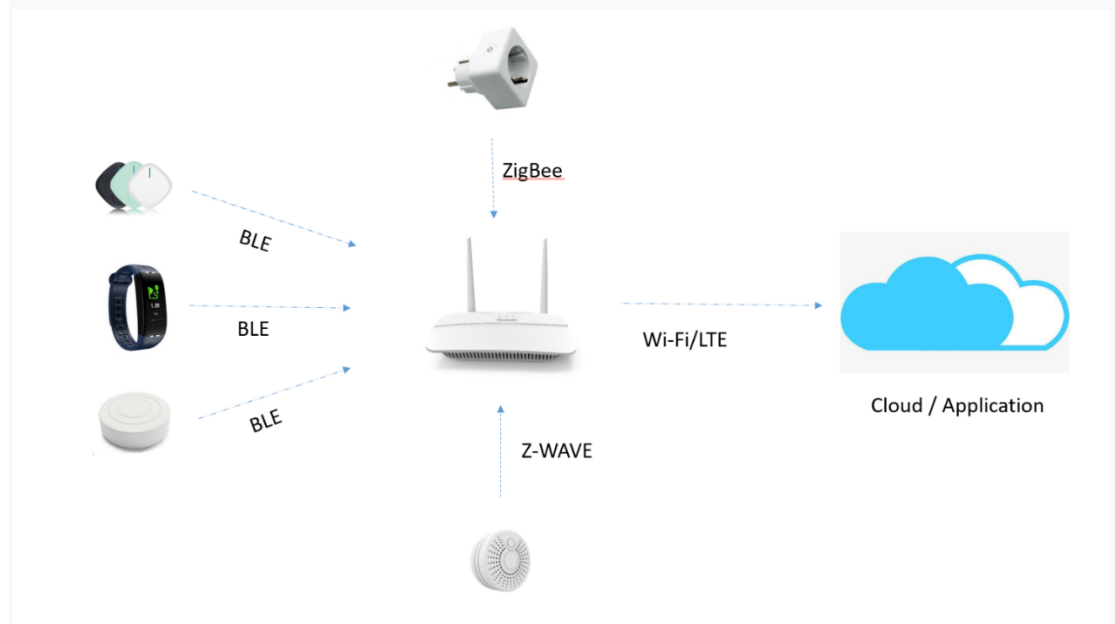 ZigBee
BLE
BLE
BLE
Wi-Fi/LTE
Cloud / Application
Z-WAVE